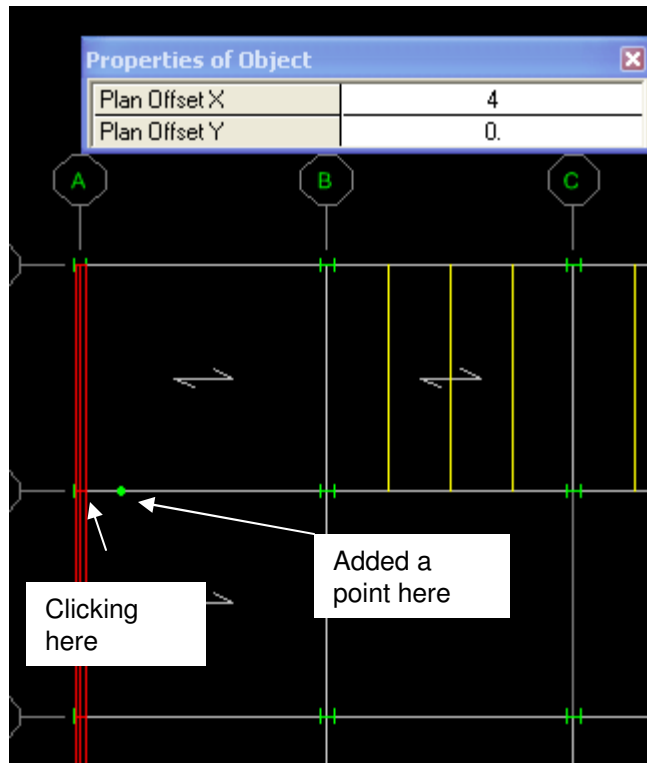 Properties of Object
Plan Offset X 4
Plan Offset Y 0.
A B C
Added a
point here
Clicking
here